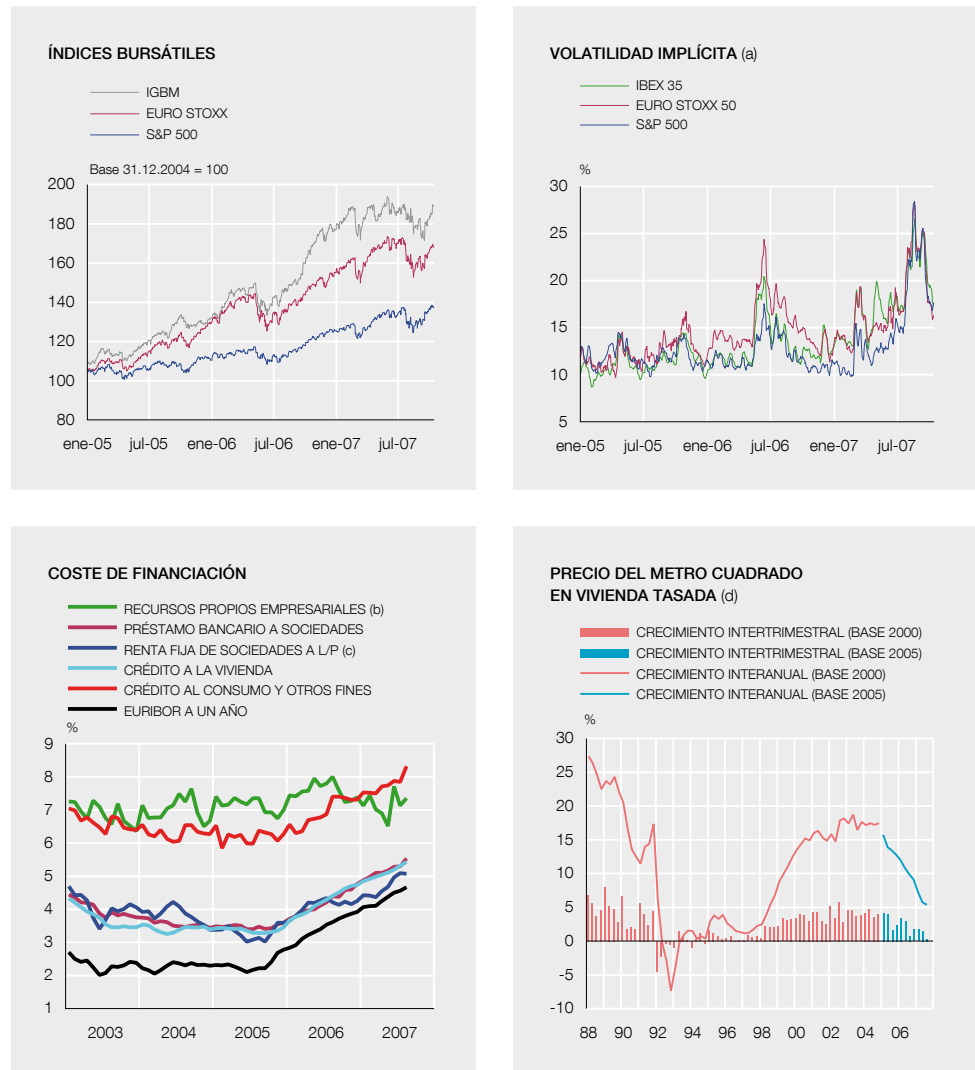 ÍNDICES BURSÁTILES
IGBM
EURO STOXX
S&P 500
Base 31.12.2004 = 100
200
180
160
140
120
100
80
ene-05 jul-05 ene-06 jul-06 ene-07 jul-07
VOLATILIDAD IMPLÍCITA (a)
IBEX 35
EURO STOXX 50
S&P 500
%
30
25
20
15
10
5
ene-05 jul-05 ene-06 jul-06 ene-07 jul-07
COSTE DE FINANCIACIÓN
RECURSOS PROPIOS EMPRESARIALES (b)
PRÉSTAMO BANCARIO A SOCIEDADES
RENTA FIJA DE SOCIEDADES A L/P (c)
CRÉDITO A LA VIVIENDA
CRÉDITO AL CONSUMO Y OTROS FINES
EURIBOR A UN AÑO
%
9
8
7
6
5
4
3
2
1
2003 2004 2005 2006 2007
PRECIO DEL METRO CUADRADO
EN VIVIENDA TASADA (d)
CRECIMIENTO INTERTRIMESTRAL (BASE 2000)
CRECIMIENTO INTERTRIMESTRAL (BASE 2005)
CRECIMIENTO INTERANUAL (BASE 2000)
CRECIMIENTO INTERANUAL (BASE 2005)
%
30
25
20
15
10
5
0
-5
-10
88 90 92 94 96 98 00 02 04 06